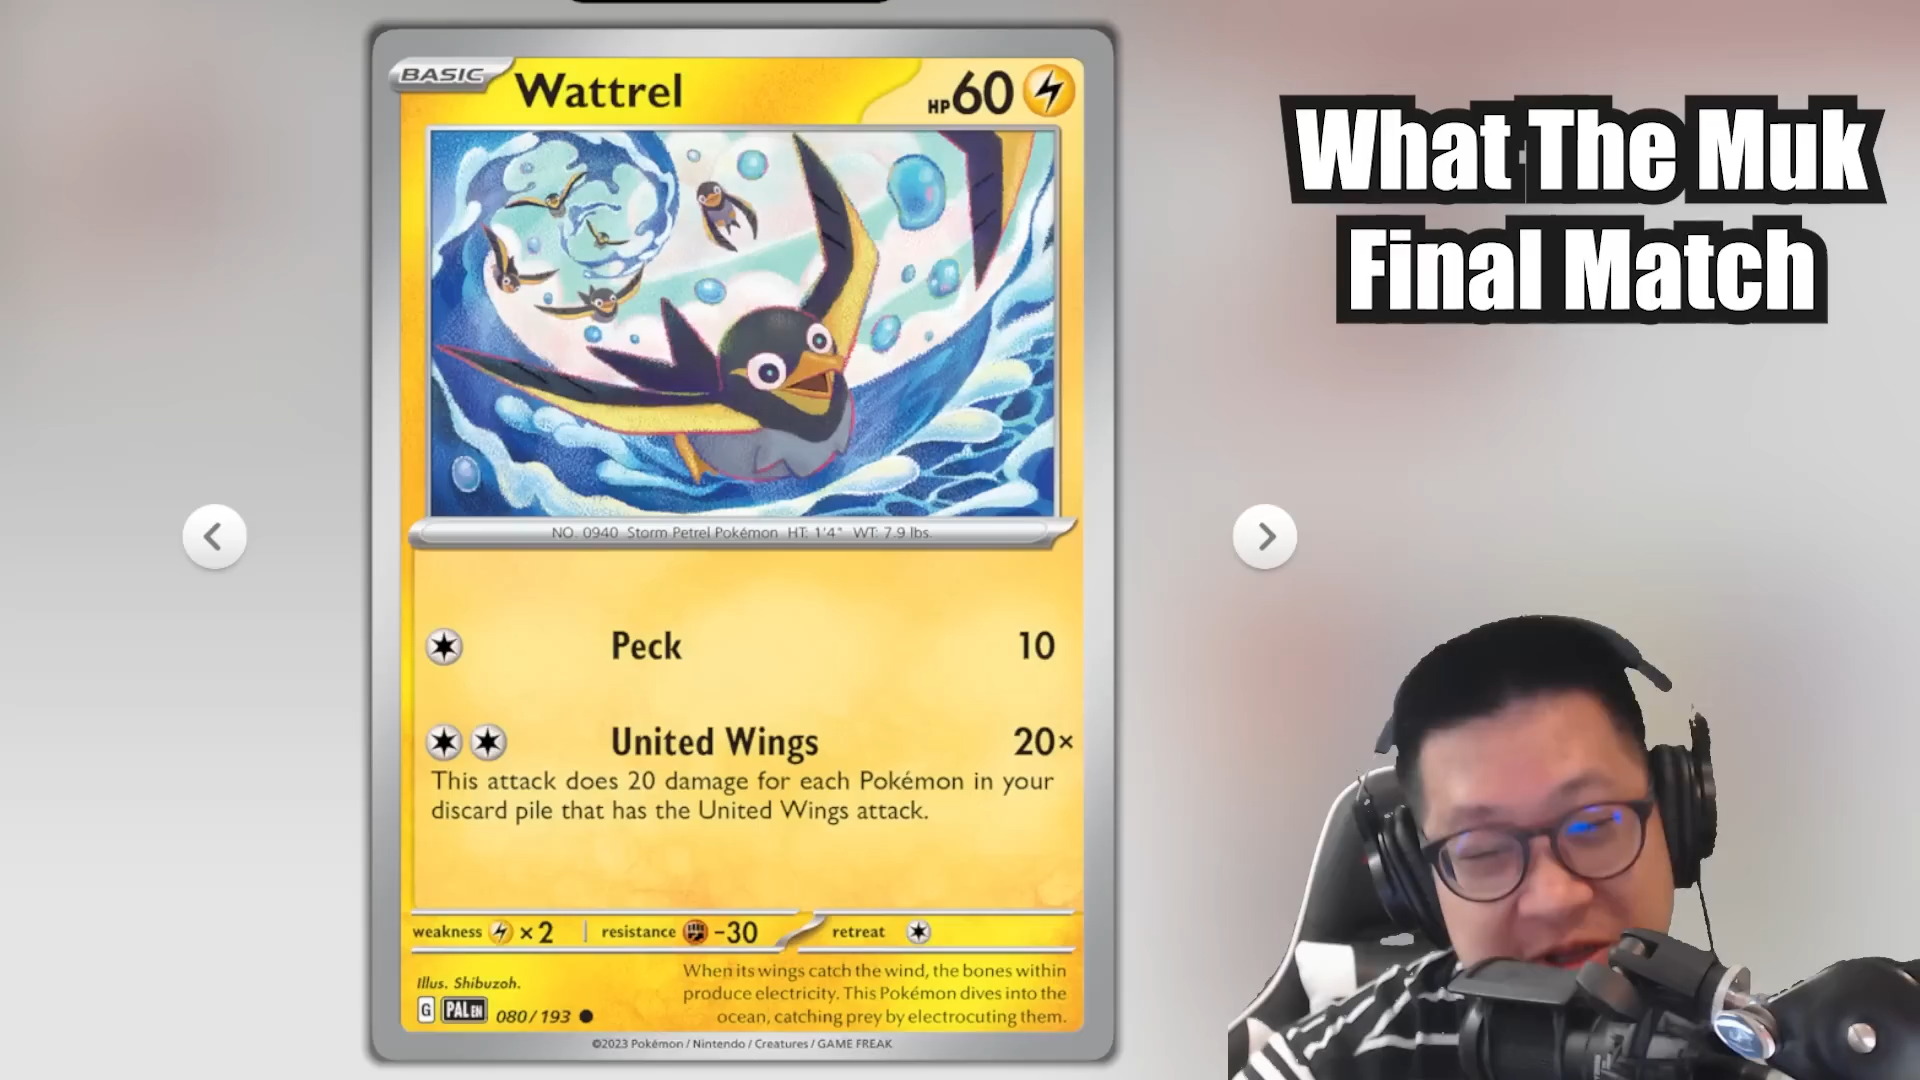 BASIC
Wattrel
HP 60
What The Muk
Final Match
NO. 0940 Storm Petrel Pokémon HT: 1'4" WT: 7.9 lbs.
Peck 10
United Wings 20×
This attack does 20 damage for each Pokémon in your
discard pile that has the United Wings attack.
weakness ×2 resistance -30 retreat
Illus. Shibuzoh.
When its wings catch the wind, the bones within
produce electricity. This Pokémon dives into the
ocean, catching prey by electrocuting them.
G PAL EN 080/193
©2023 Pokémon / Nintendo / Creatures / GAME FREAK